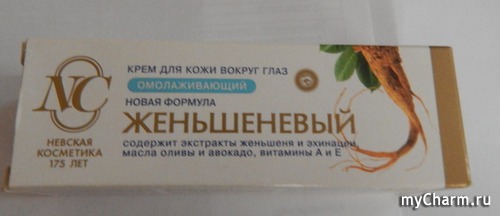 КРЕМ ДЛЯ КОЖИ ВОКРУГ ГЛАЗ
ОМОЛАЖИВАЮЩИЙ
НОВАЯ ФОРМУЛА
ЖЕНЬШЕНЕВЫЙ
содержит экстракты женьшеня и эхинацеи,
масла оливы и авокадо, витамины А и Е
NC
НЕВСКАЯ
КОСМЕТИКА
175 ЛЕТ
myCharm.ru